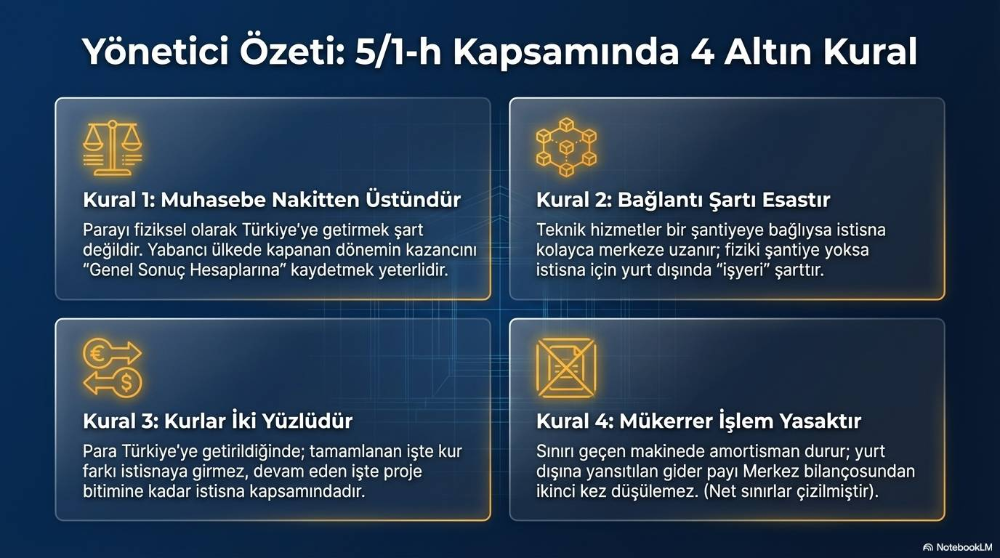 Yönetici Özeti: 5/1-h Kapsamında 4 Altın Kural
Kural 1: Muhasebe Nakitten Üstündür
Parayı fiziksel olarak Türkiye'ye getirmek şart
değildir. Yabancı ülkede kapanan dönemin kazancını
“Genel Sonuç Hesaplarına” kaydetmek yeterlidir.
Kural 2: Bağlantı Şartı Esastır
Teknik hizmetler bir şantiyeye bağlıysa istisna
kolayca merkeze uzanır; fiziki şantiye yoksa
istisna için yurt dışında “işyeri” şarttır.
€
$
Kural 3: Kurlar İki Yüzlüdür
Para Türkiye'ye getirildiğinde; tamamlanan işte kur
farkı istisnaya girmez, devam eden işte proje
bitimine kadar istisna kapsamındadır.
Kural 4: Mükerrer İşlem Yasaktır
Sınırı geçen makinede amortisman durur; yurt
dışına yansıtılan gider payı Merkez bilançosundan
ikinci kez düşülemez. (Net sınırlar çizilmiştir).
NotebookLM